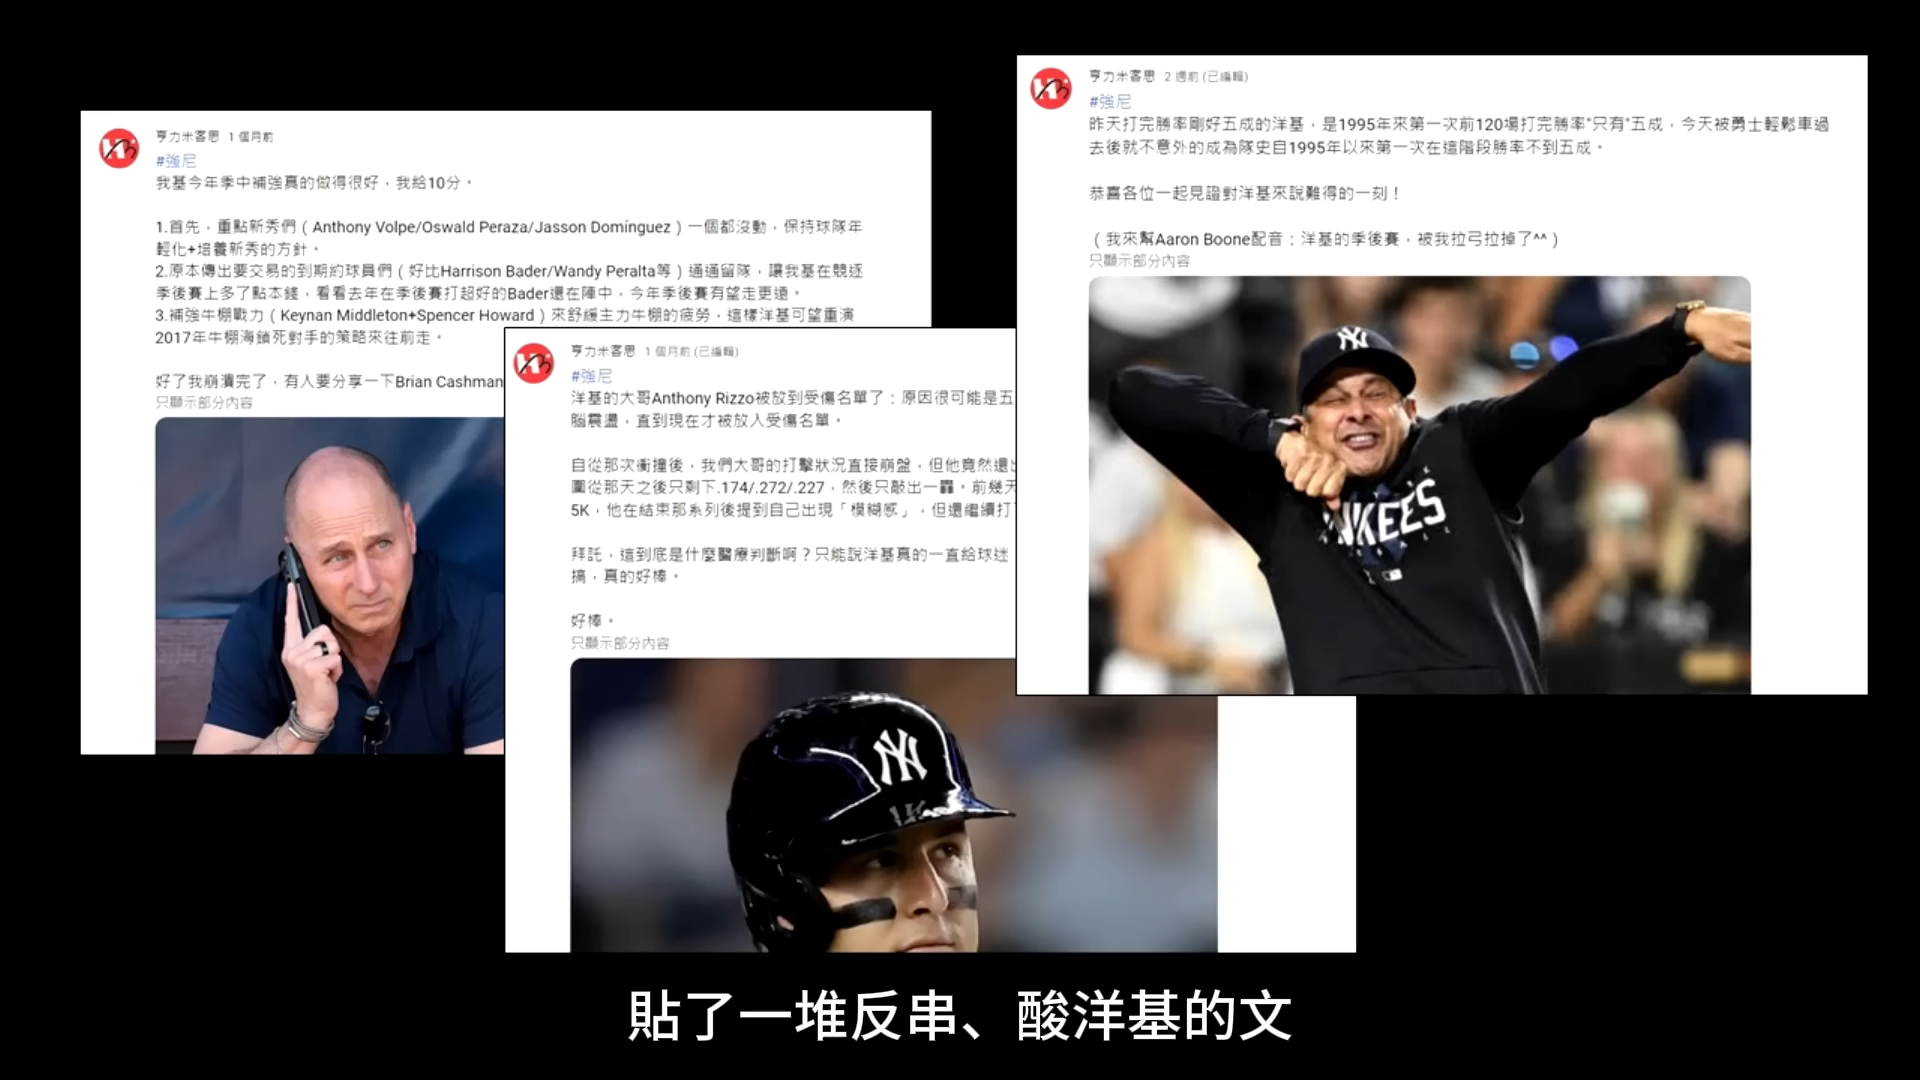 亨力米客思 1 個月前
#強尼
我基今年季中補強真的做得很好，我給10分。
1.首先，重點新秀們（Anthony Volpe/Oswald Peraza/Jasson Domínguez）一個都沒動，保持球隊年
輕化+培養新秀的方針。
2.原本傳出要交易的到期約球員們（好比Harrison Bader/Wandy Peralta等）通通留隊，讓我基在競逐
季後賽上多了點本錢，看看去年在季後賽打超好的Bader還在陣中，今年季後賽有望走更遠。
3.補強牛棚戰力（Keynan Middleton+Spencer Howard）來舒緩主力牛棚的疲勞，這樣洋基可望重演
2017年牛棚海鎖死對手的策略來往前走。
好了我崩潰完了，有人要分享一下Brian Cashman
只顯示部分內容
亨力米客思 1 個月前 (已編輯)
#強尼
洋基的大哥Anthony Rizzo被放到受傷名單了：原因很可能是五
腦震盪，直到現在才被放入受傷名單。
自從那次衝撞後，我們大哥的打擊狀況直接崩盤，但他竟然還
圍從那天之後只剩下.174/.272/.227，然後只敲出一轟。前幾天
5K，他在結束那系列後提到自己出現「模糊感」，但還繼續打
拜託，這到底是什麼醫療判斷啊？只能說洋基真的一直給球迷
搞，真的好棒。
好棒。
只顯示部分內容
亨力米客思 2 週前 (已編輯)
#強尼
昨天打完勝率剛好五成的洋基，是1995年來第一次前120場打完勝率"只有"五成，今天被勇士輕鬆車過
去後就不意外的成為隊史自1995年以來第一次在這階段勝率不到五成。
恭喜各位一起見證對洋基來說難得的一刻！
（我來幫Aaron Boone配音：洋基的季後賽，被我拉弓拉掉了^^）
只顯示部分內容
貼了一堆反串、酸洋基的文